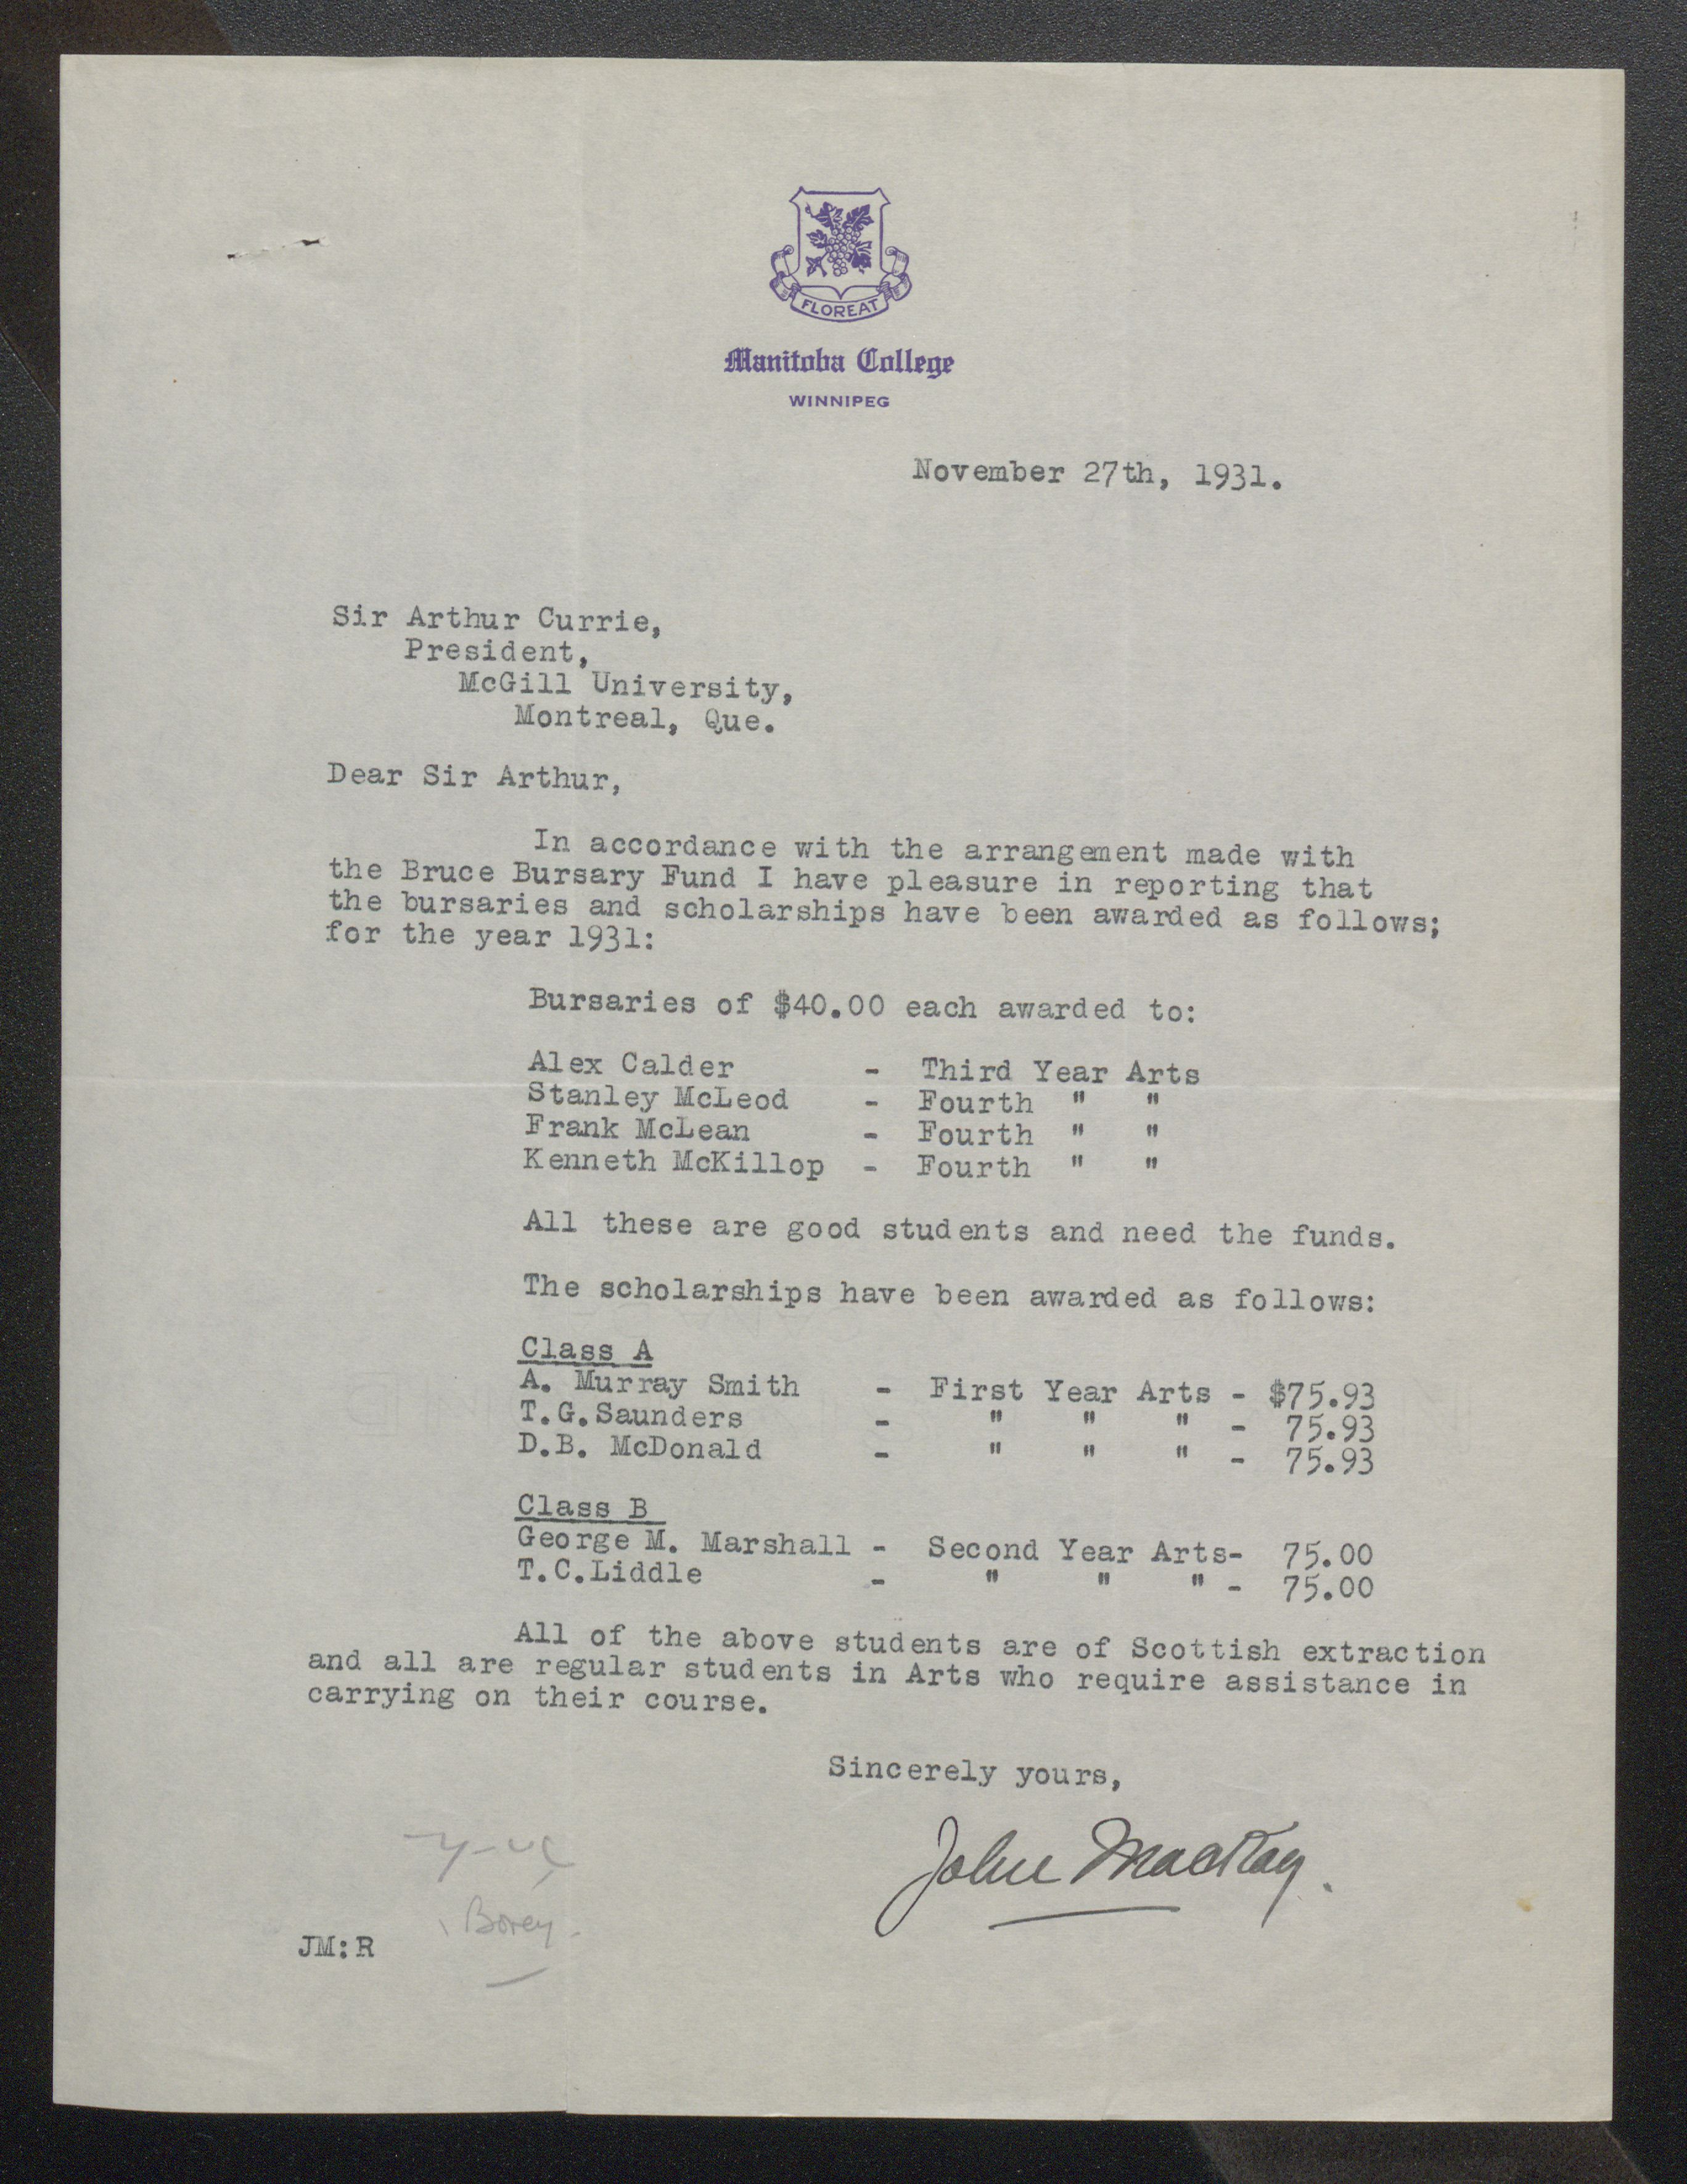 FLOREAT
Manitoba College
WINNIPEG
November 27th, 1931.
Sir Arthur Currie,
President,
McGill University,
Montreal, Que.
Dear Sir Arthur,
In accordance with the arrangement made with
the Bruce Bursary Fund I have pleasure in reporting that
the bursaries and scholarships have been awarded as follows;
for the year 1931:
Bursaries of $40.00 each awarded to:
Alex Calder - Third Year Arts
Stanley McLeod - Fourth " "
Frank McLean - Fourth " "
Kenneth McKillop - Fourth " "
All these are good students and need the funds.
The scholarships have been awarded as follows:
Class A
A. Murray Smith - First Year Arts - $75.93
T.G.Saunders - " " " - 75.93
D.B. McDonald - " " " - 75.93
Class B
George M. Marshall - Second Year Arts- 75.00
T.C.Liddle - " " " - 75.00
All of the above students are of Scottish extraction
and all are regular students in Arts who require assistance in
carrying on their course.
Sincerely yours,
John MacKay.
JM:R